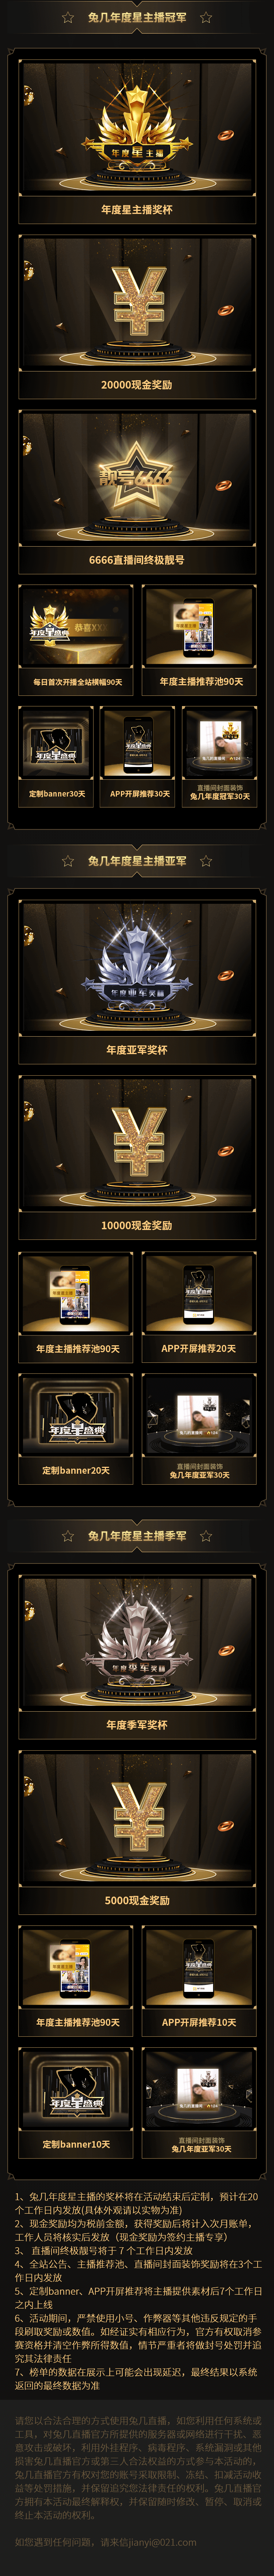 兔几年度星主播冠军
年度星主播
年度星主播奖杯
20000现金奖励
靓号6666
6666直播间终极靓号
年度星盛典
恭喜XXX
每日首次开播全站横幅90天
年度主播推荐池90天
年度星盛典
定制banner30天
APP开屏推荐30天
直播间封面装饰
兔几年度冠军30天
兔几年度星主播亚军
年度亚军奖杯
年度亚军奖杯
10000现金奖励
年度主播推荐池90天
APP开屏推荐20天
年度星盛典
定制banner20天
直播间封面装饰
兔几年度亚军30天
兔几年度星主播季军
年度季军奖杯
年度季军奖杯
5000现金奖励
年度主播推荐池90天
APP开屏推荐10天
年度星盛典
定制banner10天
直播间封面装饰
兔几年度亚军30天
1、兔几年度星主播的奖杯将在活动结束后定制，预计在20
个工作日内发放(具体外观请以实物为准)
2、现金奖励均为税前金额，获得奖励后将计入次月账单，
工作人员将核实后发放（现金奖励为签约主播专享）
3、 直播间终极靓号将于 7 个工作日内发放
4、全站公告、主播推荐池、直播间封面装饰奖励将在3个工
作日内发放
5、定制banner、APP开屏推荐将主播提供素材后7个工作日
之内上线
6、活动期间，严禁使用小号、作弊器等其他违反规定的手
段刷取奖励或数值。如经证实有相应行为，官方有权取消参
赛资格并清空作弊所得数值，情节严重者将做封号处罚并追
究其法律责任
7、榜单的数据在展示上可能会出现延迟，最终结果以系统
返回的最终数据为准
请您以合法合理的方式使用兔几直播，如您利用任何系统或
工具，对兔几直播官方所提供的服务器或网络进行干扰、恶
意攻击或破坏，利用外挂程序、病毒程序、系统漏洞或其他
损害兔几直播官方或第三人合法权益的方式参与本活动的，
兔几直播官方有权对您的账号采取限制、冻结、扣减活动收
益等处罚措施，并保留追究您法律责任的权利。兔几直播官
方拥有本活动最终解释权，并保留随时修改、暂停、取消或
终止本活动的权利。
如您遇到任何问题，请来信jianyi@021.com